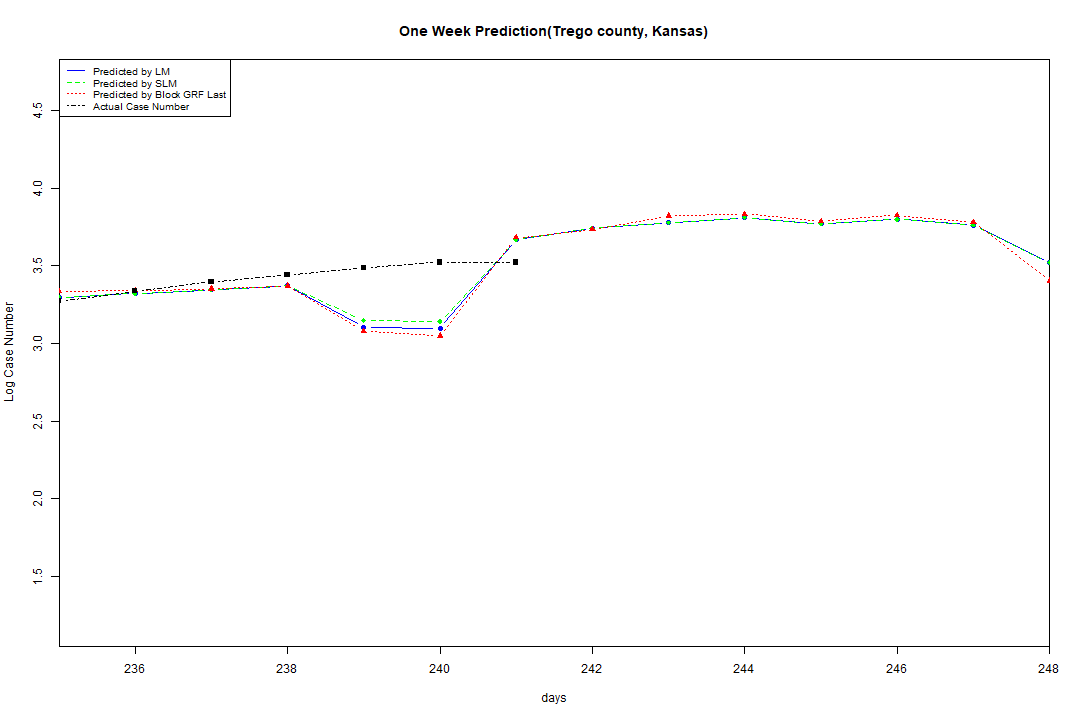 One Week Prediction(Trego county, Kansas)
Predicted by LM
Predicted by SLM
Predicted by Block GRF Last
Actual Case Number
4.5
4.0
3.5
3.0
2.5
2.0
1.5
Log Case Number
236 238 240 242 244 246 248
days